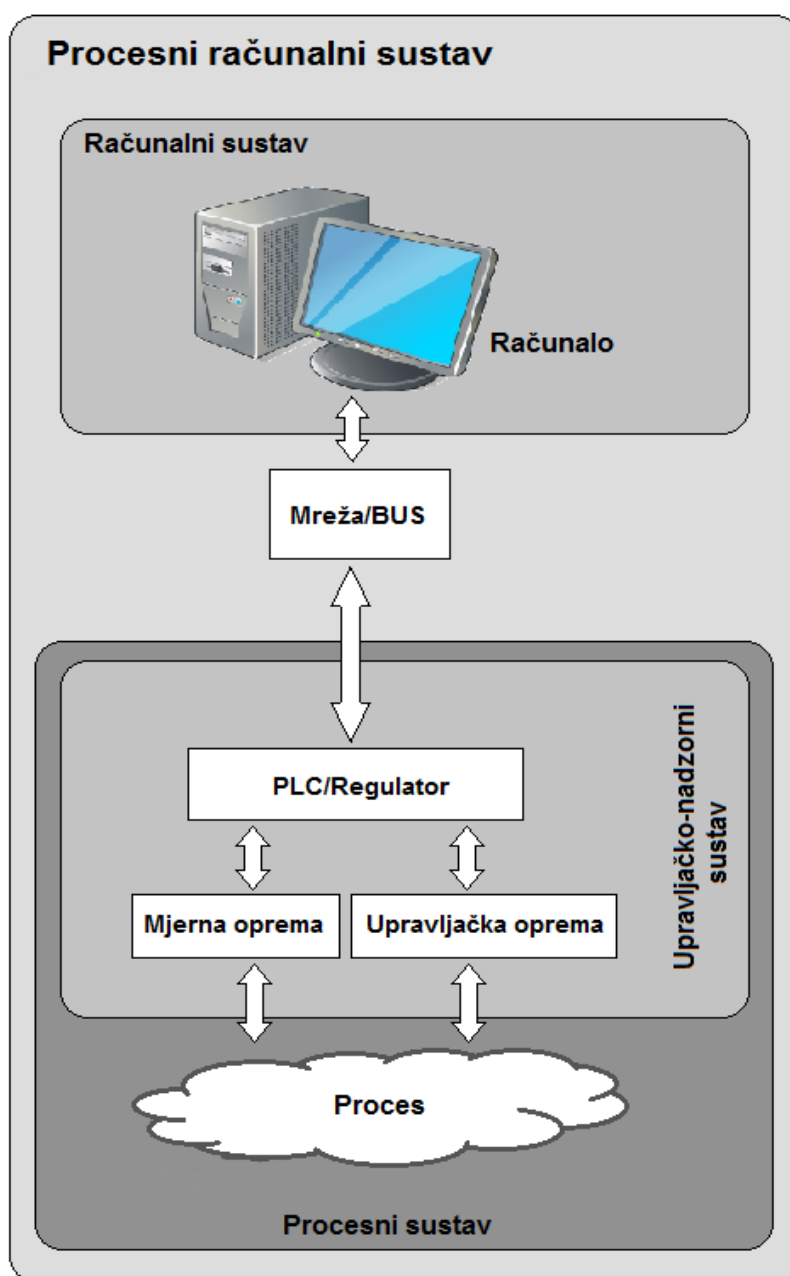 Procesni računalni sustav
Računalni sustav
Računalo
Mreža/BUS
PLC/Regulator
Upravljačko-nadzorni
sustav
Mjerna oprema
Upravljačka oprema
Proces
Procesni sustav